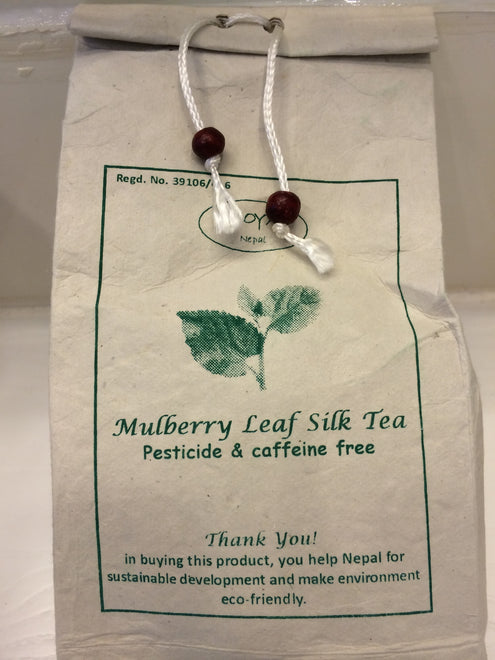 Regd. No. 39106/
Nepal
Mulberry Leaf Silk Tea
Pesticide & caffeine free
Thank You!
in buying this product, you help Nepal for
sustainable development and make environment
eco-friendly.